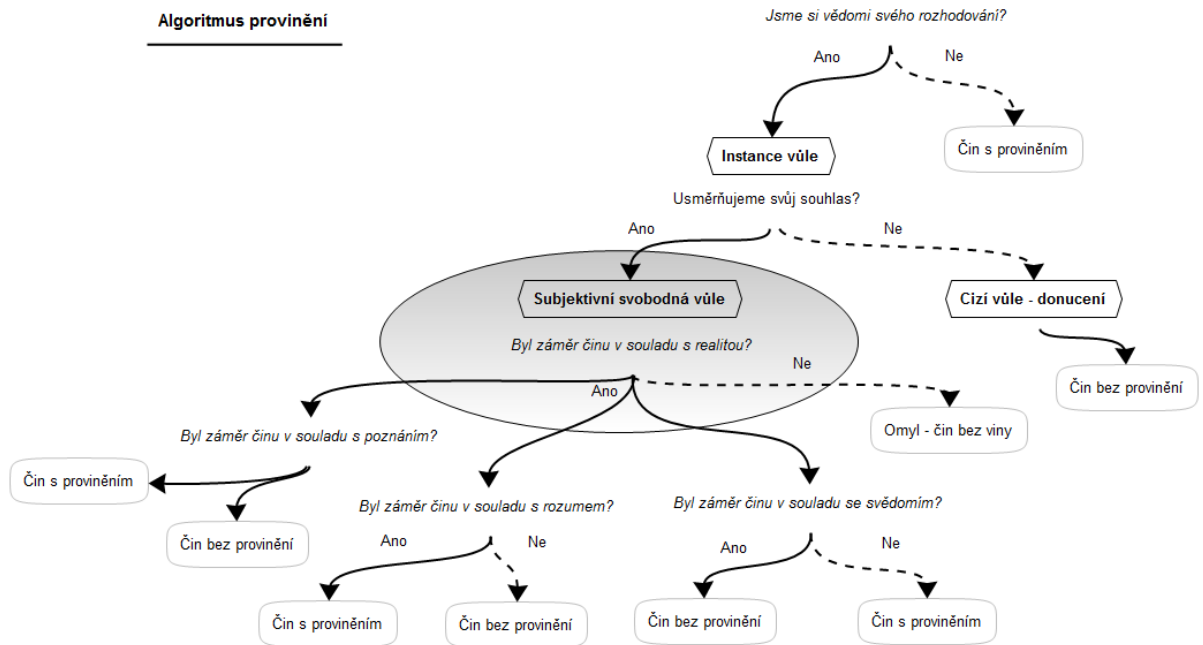 Algoritmus provinění
Jsme si vědomi svého rozhodování?
Ano
Ne
Instance vůle
Čin s proviněním
Usměrňujeme svůj souhlas?
Ano
Ne
Subjektivní svobodná vůle
Cizí vůle - donucení
Byl záměr činu v souladu s realitou?
Ne
Čin bez provinění
Ano
Omyl - čin bez viny
Byl záměr činu v souladu s poznáním?
Čin s proviněním
Čin bez provinění
Byl záměr činu v souladu s rozumem?
Byl záměr činu v souladu se svědomím?
Ano
Ne
Ano
Ne
Čin s proviněním
Čin bez provinění
Čin bez provinění
Čin s proviněním